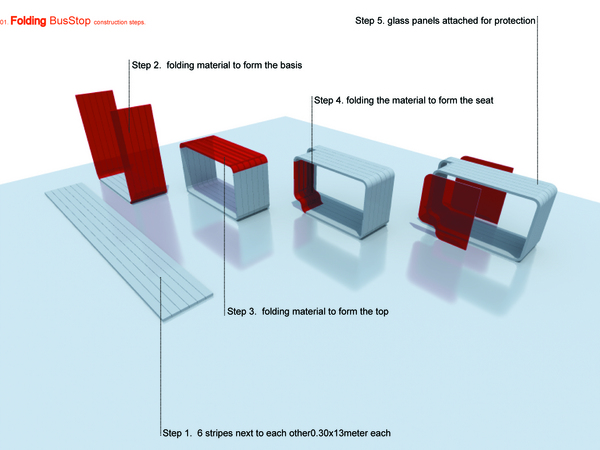 01. Folding BusStop construction steps.
Step 5. glass panels attached for protection
Step 2. folding material to form the basis
Step 4. folding the material to form the seat
Step 3. folding material to form the top
Step 1. 6 stripes next to each other0.30x13meter each